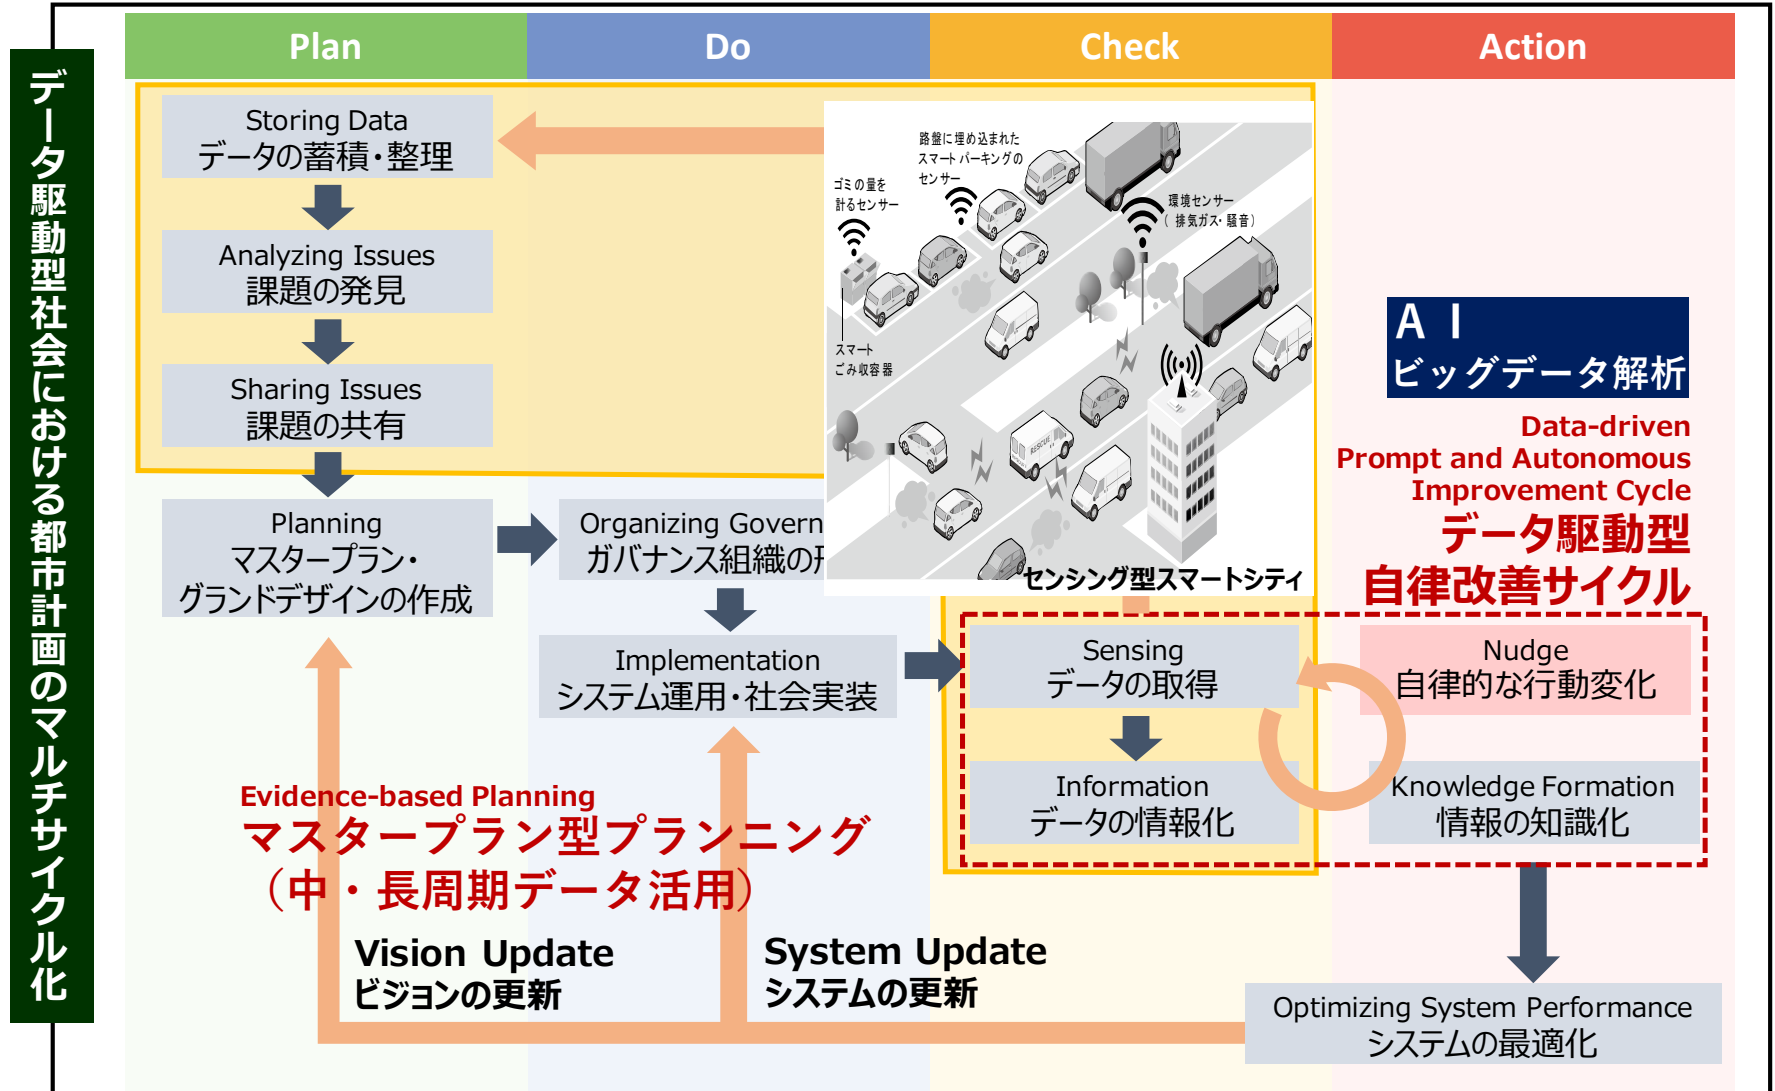 データ駆動型社会における都市計画のマルチサイクル化
Plan
Do
Check
Action
Storing Data
データの蓄積・整理
Analyzing Issues
課題の発見
Sharing Issues
課題の共有
Planning
マスタープラン・
グランドデザインの作成
Organizing Govern
ガバナンス組織の
Implementation
システム運用・社会実装
路盤に埋め込まれた
スマートパーキングの
センサー
ゴミの量を
計るセンサー
環境センサー
（ 排気ガス・騒音）
スマート
ごみ収容器
RESCUE
センシング型スマートシティ
Sensing
データの取得
Information
データの情報化
ＡＩ
ビッグデータ解析
Data-driven
Prompt and Autonomous
Improvement Cycle
データ駆動型
自律改善サイクル
Nudge
自律的な行動変化
Knowledge Formation
情報の知識化
Evidence-based Planning
マスタープラン型プランニング
（中・長周期データ活用）
Vision Update
ビジョンの更新
System Update
システムの更新
Optimizing System Performance
システムの最適化